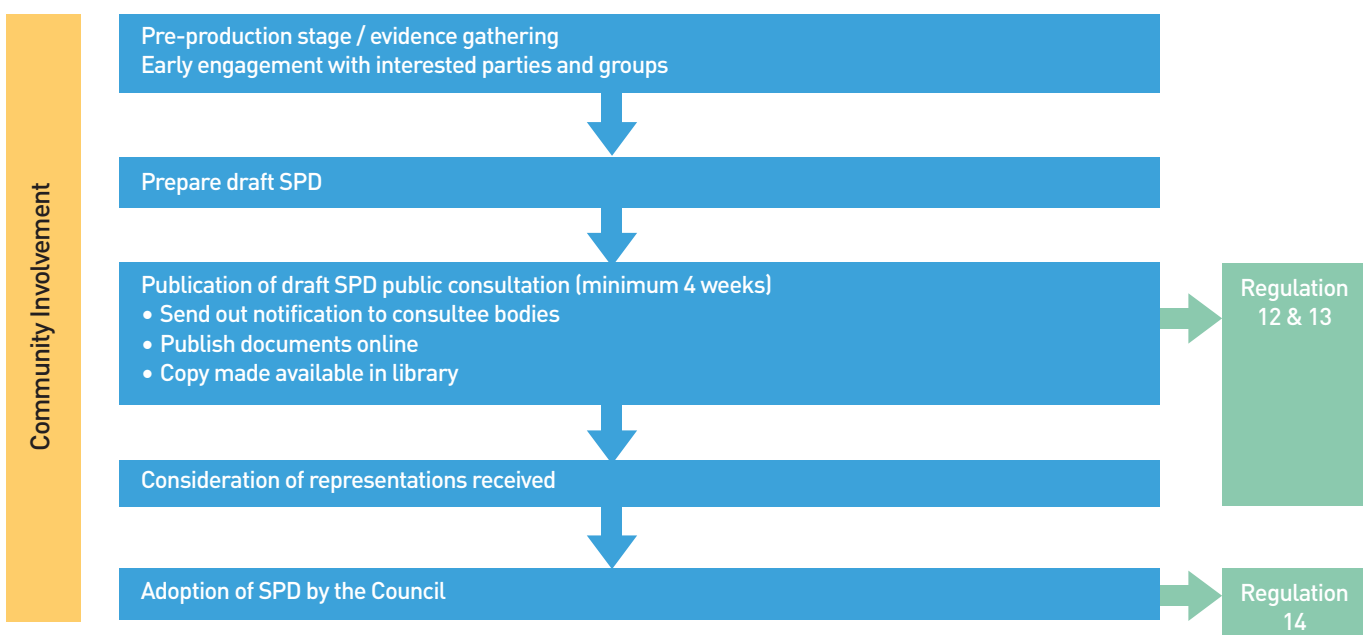 Community Involvement
Pre-production stage / evidence gathering
Early engagement with interested parties and groups
Prepare draft SPD
Publication of draft SPD public consultation (minimum 4 weeks)
• Send out notification to consultee bodies
• Publish documents online
• Copy made available in library
Regulation
12 & 13
Consideration of representations received
Adoption of SPD by the Council
Regulation
14